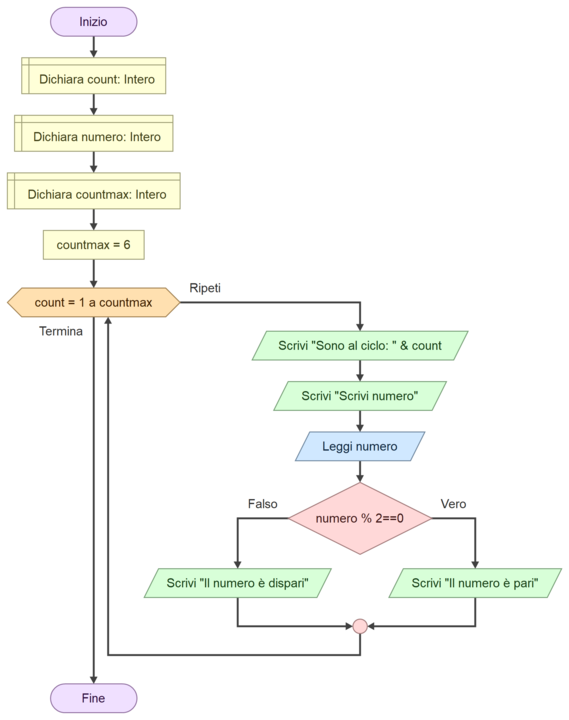 Inizio
Dichiara count: Intero
Dichiara numero: Intero
Dichiara countmax: Intero
countmax = 6
count = 1 a countmax
Ripeti
Termina
Scrivi "Sono al ciclo: " & count
Scrivi "Scrivi numero"
Leggi numero
numero % 2==0
Falso
Vero
Scrivi "Il numero è dispari"
Scrivi "Il numero è pari"
Fine